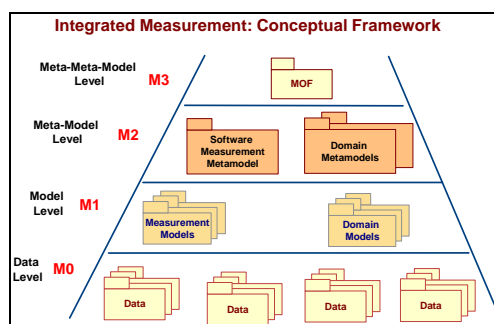 Integrated Measurement: Conceptual Framework
Meta-Meta-Model
Level M3
MOF
Meta-Model
Level M2
Software
Measurement
Metamodel
Domain
Metamodels
Model
Level M1
Measurement
Models
Domain
Models
Data
Level M0
Data
Data
Data
Data